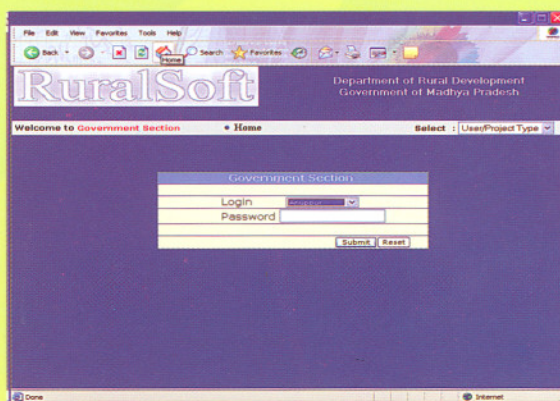 File Edit View Favorites Tools Help
Back Search Favorites
Home
RuralSoft
Department of Rural Development
Government of Madhya Pradesh
Welcome to Government Section • Home Select : User/Project Type
Government Section
Login
Password
Submit Reset
Done Internet